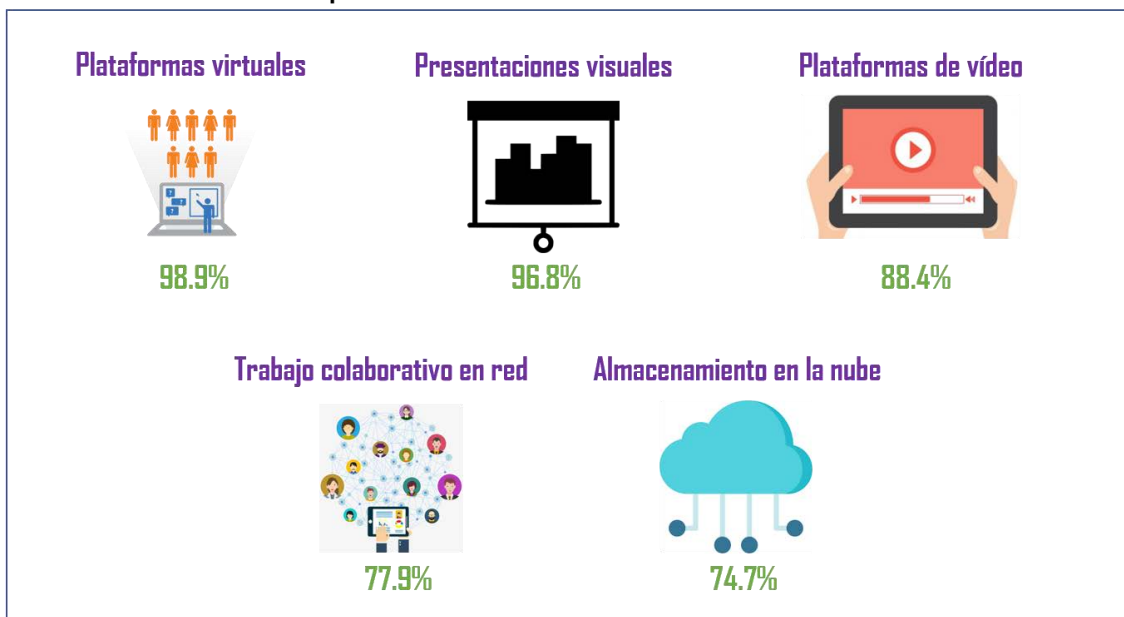 Plataformas virtuales
Presentaciones visuales
Plataformas de vídeo
98.9%
96.8%
88.4%
Trabajo colaborativo en red
Almacenamiento en la nube
77.9%
74.7%